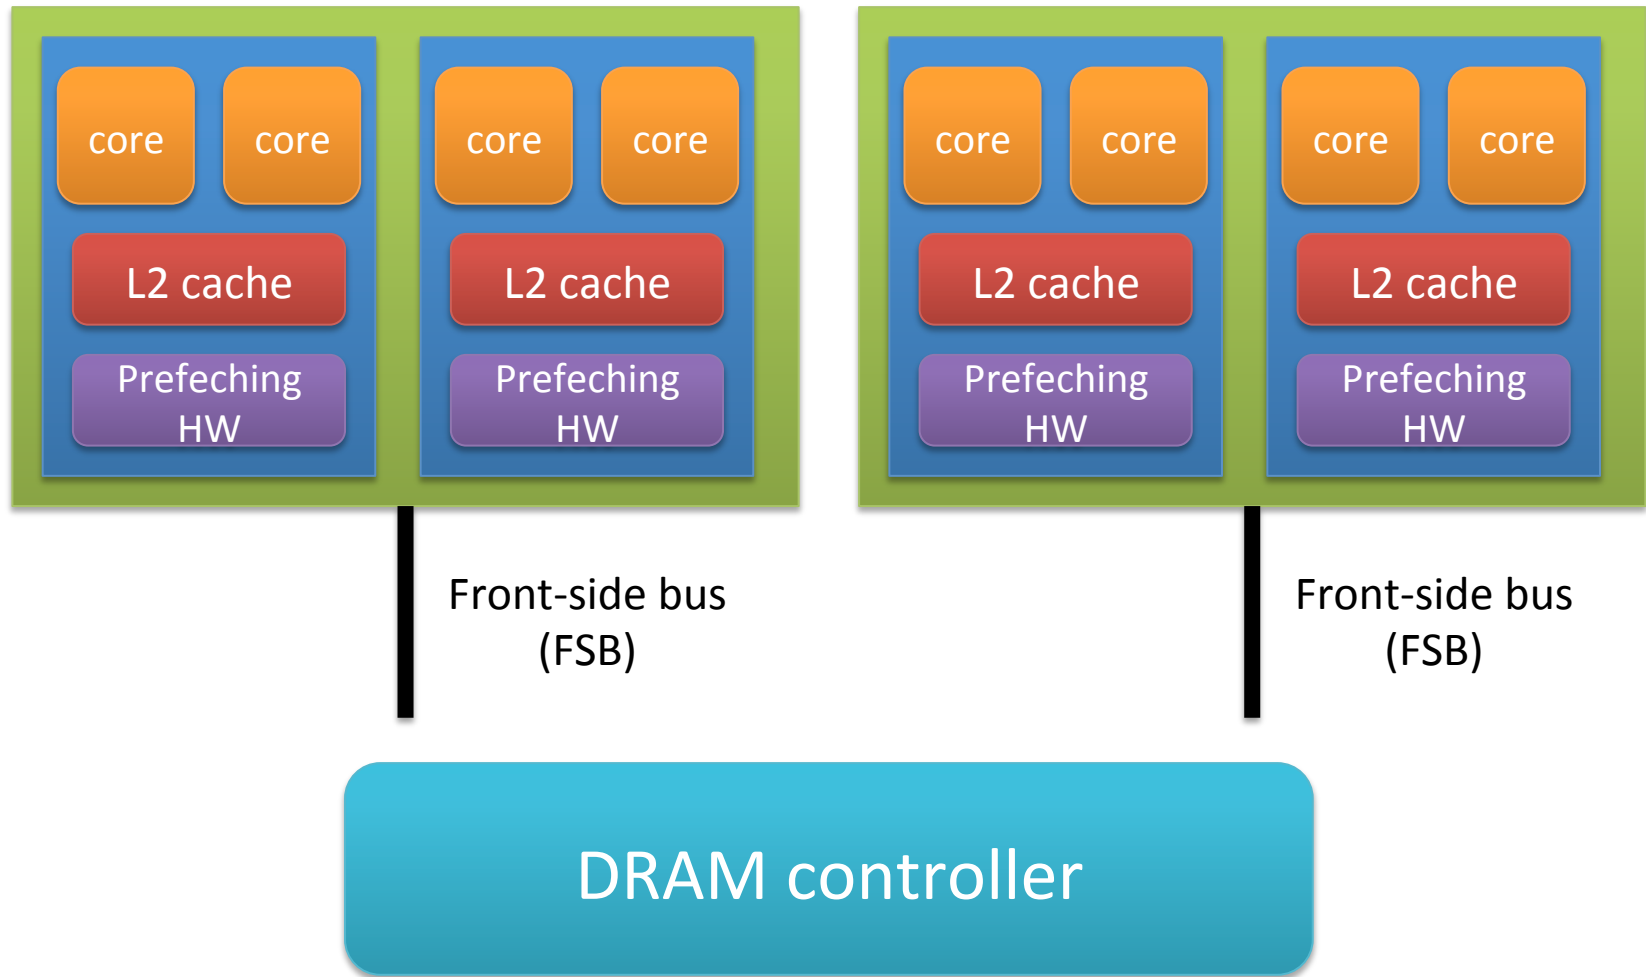 core core core core core core core core
L2 cache L2 cache L2 cache L2 cache
Prefeching Prefeching Prefeching Prefeching
HW HW HW HW
Front-side bus Front-side bus
(FSB) (FSB)
DRAM controller